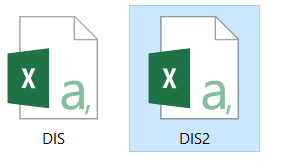 X a,
X a,
DIS
DIS2